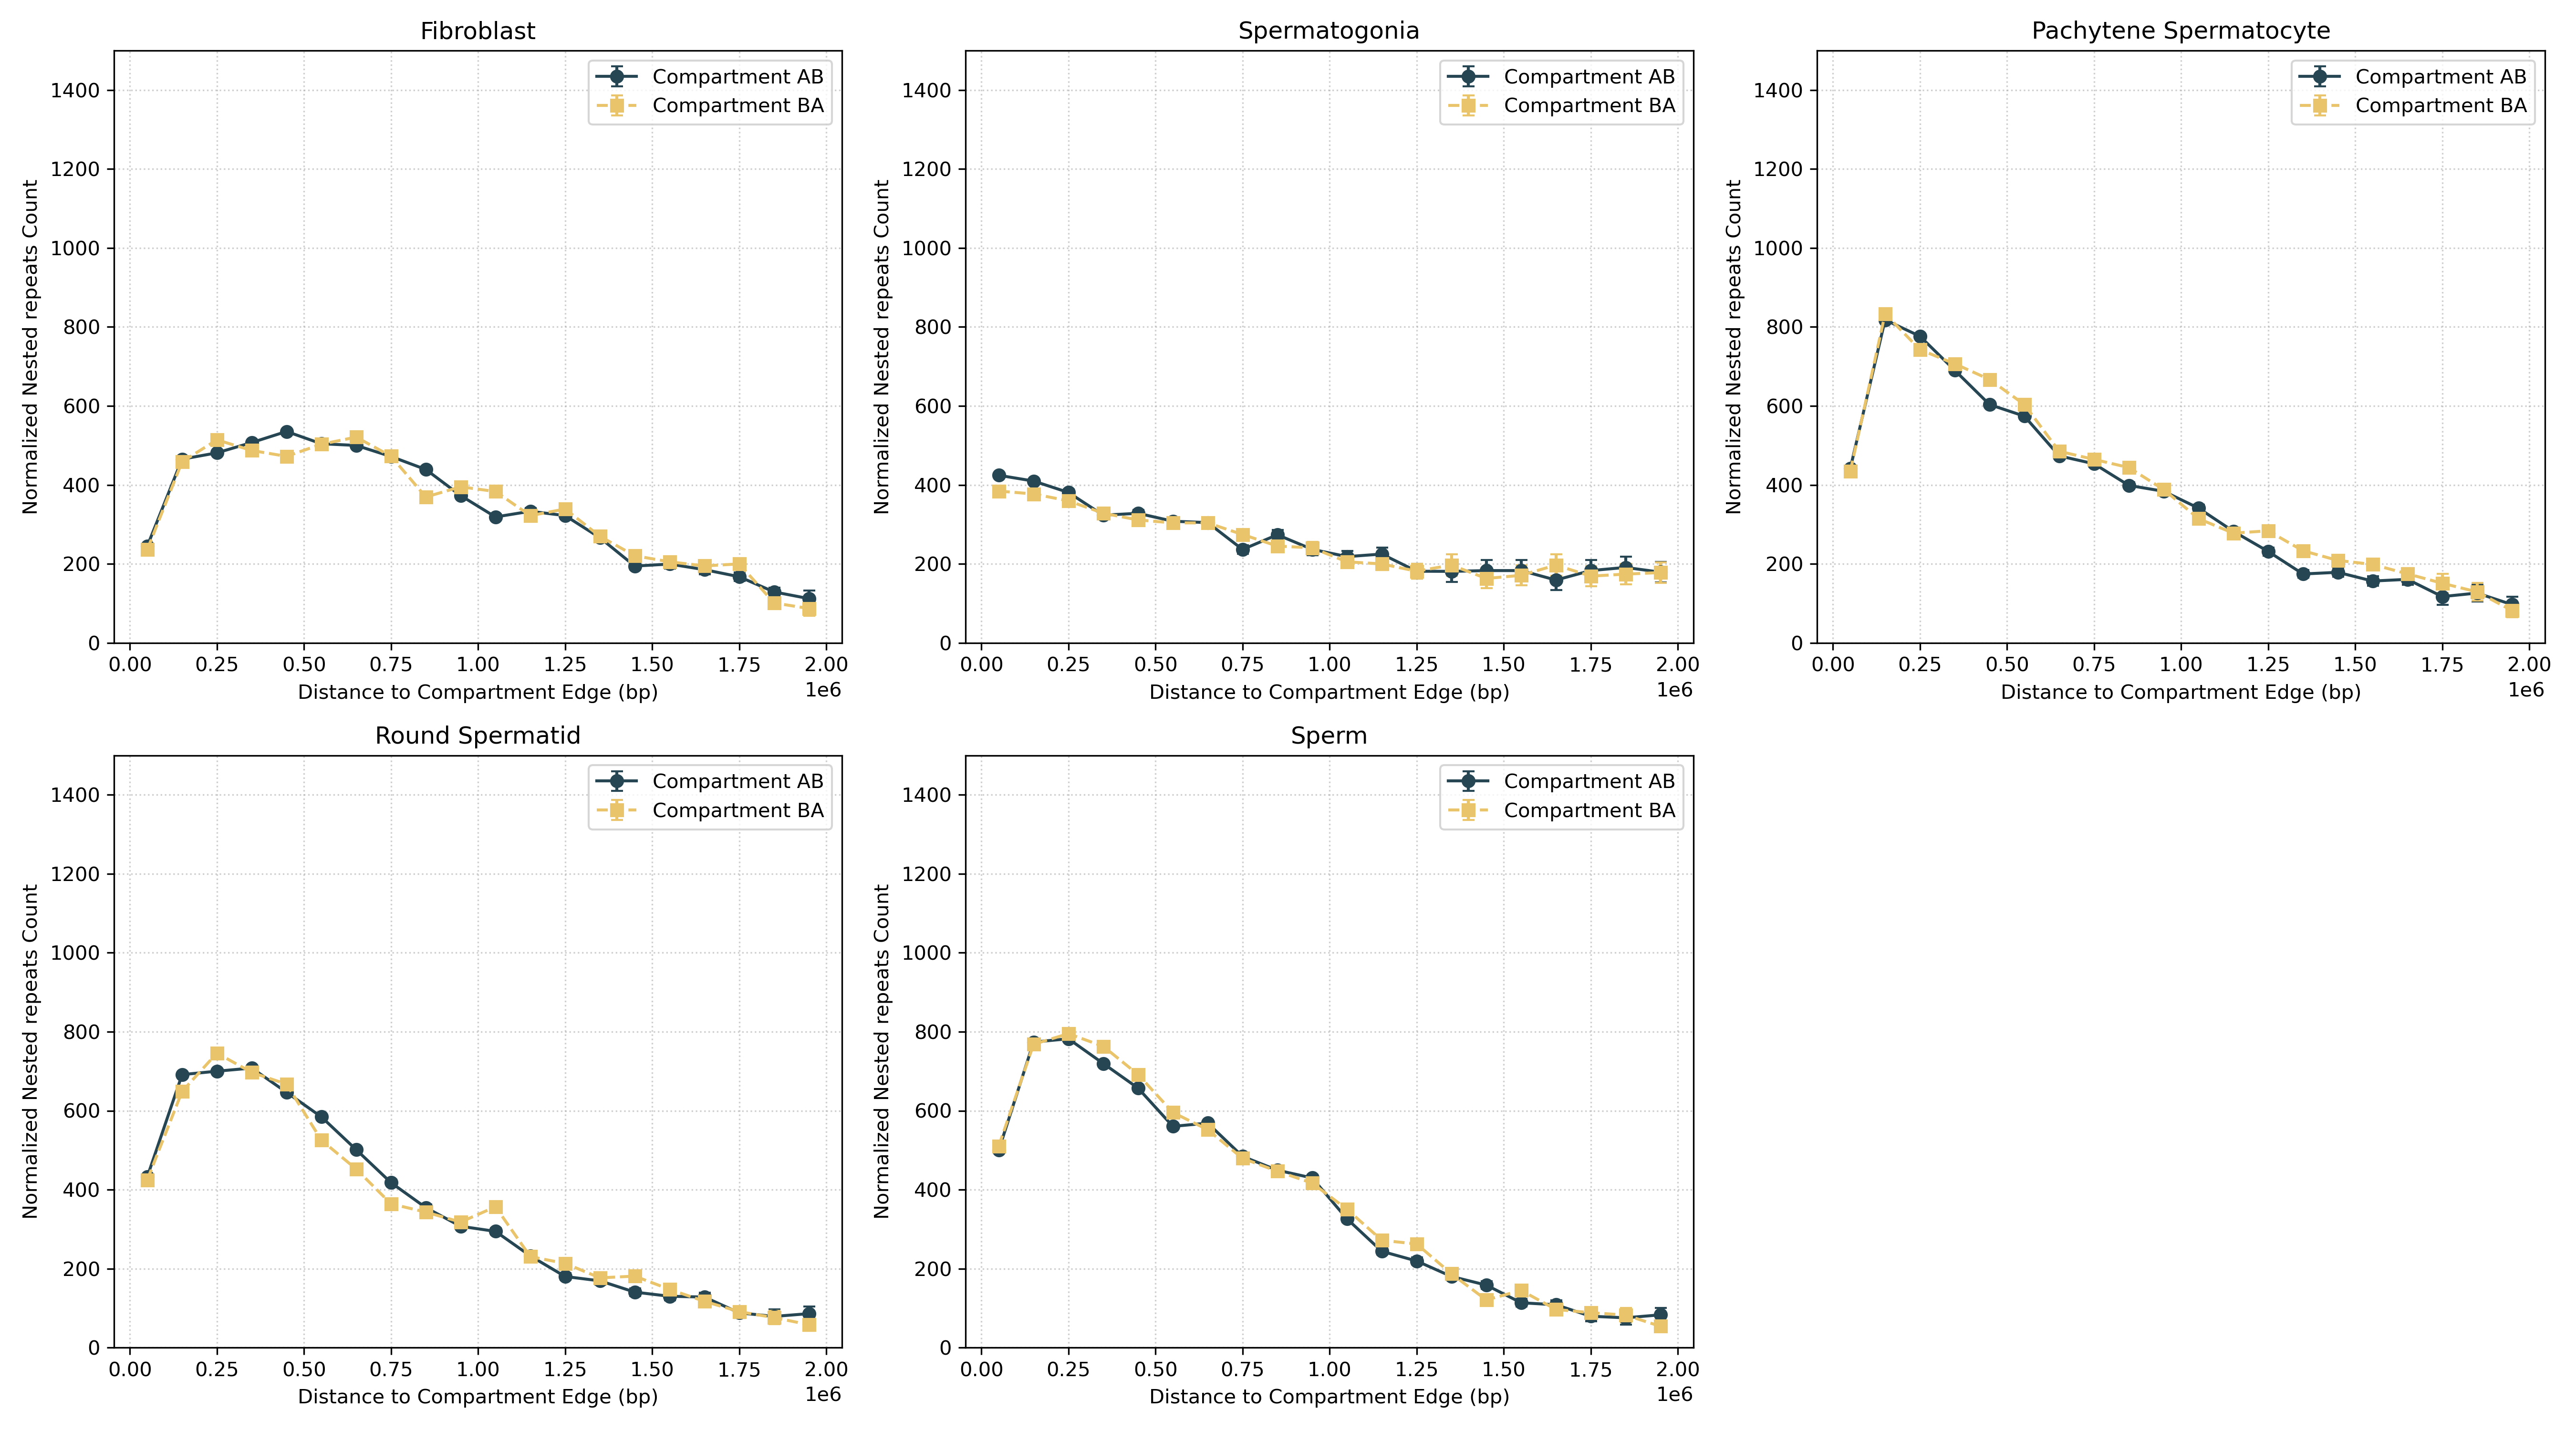 Fibroblast
Normalized Nested repeats Count
1400
1200
1000
800
600
400
200
0
Compartment AB
Compartment BA
0.00 0.25 0.50 0.75 1.00 1.25 1.50 1.75 2.00
1e6
Distance to Compartment Edge (bp)
Spermatogonia
Normalized Nested repeats Count
1400
1200
1000
800
600
400
200
0
Compartment AB
Compartment BA
0.00 0.25 0.50 0.75 1.00 1.25 1.50 1.75 2.00
1e6
Distance to Compartment Edge (bp)
Pachytene Spermatocyte
Normalized Nested repeats Count
1400
1200
1000
800
600
400
200
0
Compartment AB
Compartment BA
0.00 0.25 0.50 0.75 1.00 1.25 1.50 1.75 2.00
1e6
Distance to Compartment Edge (bp)
Round Spermatid
Normalized Nested repeats Count
1400
1200
1000
800
600
400
200
0
Compartment AB
Compartment BA
0.00 0.25 0.50 0.75 1.00 1.25 1.50 1.75 2.00
1e6
Distance to Compartment Edge (bp)
Sperm
Normalized Nested repeats Count
1400
1200
1000
800
600
400
200
0
Compartment AB
Compartment BA
0.00 0.25 0.50 0.75 1.00 1.25 1.50 1.75 2.00
1e6
Distance to Compartment Edge (bp)